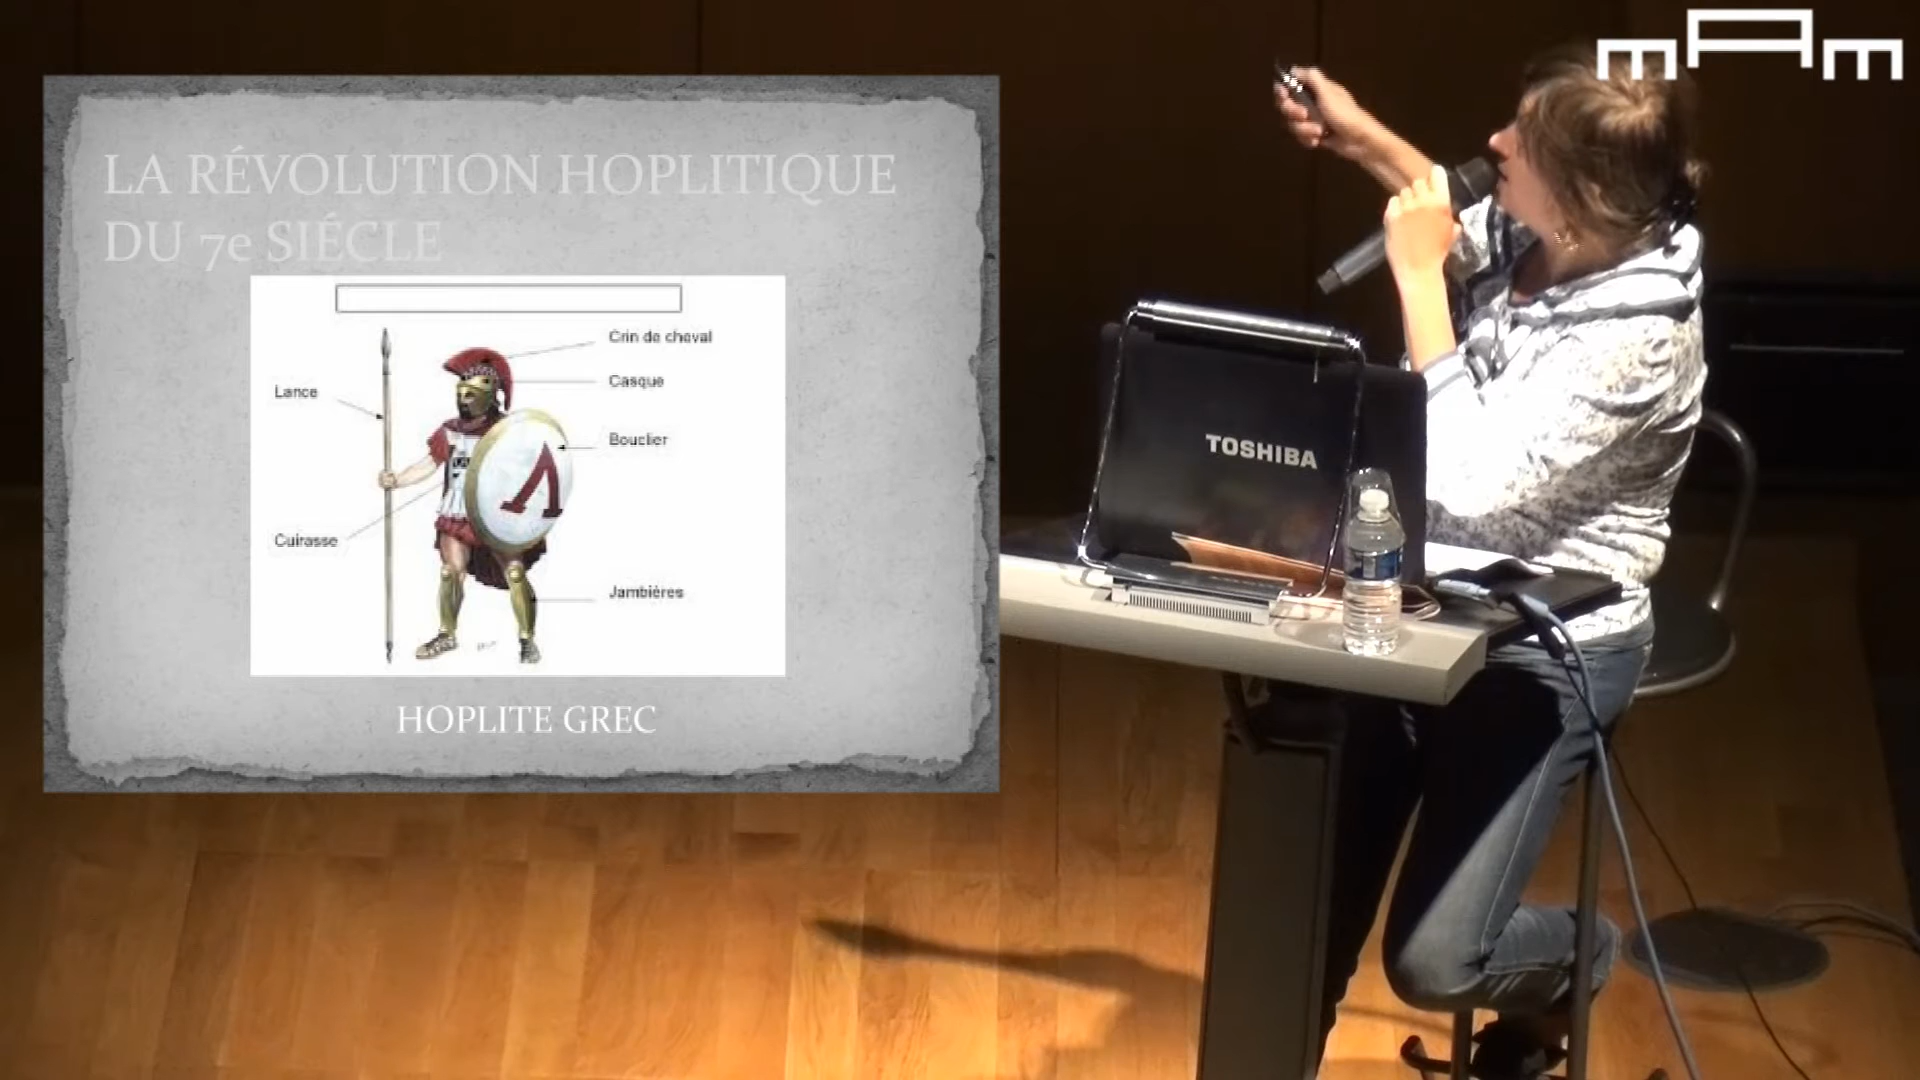 mAm
LA RÉVOLUTION HOPLITIQUE
DU 7e SIÉCLE
Crin de cheval
Lance
Casque
Bouclier
Cuirasse
Jambières
HOPLITE GREC
Λ
TOSHIBA